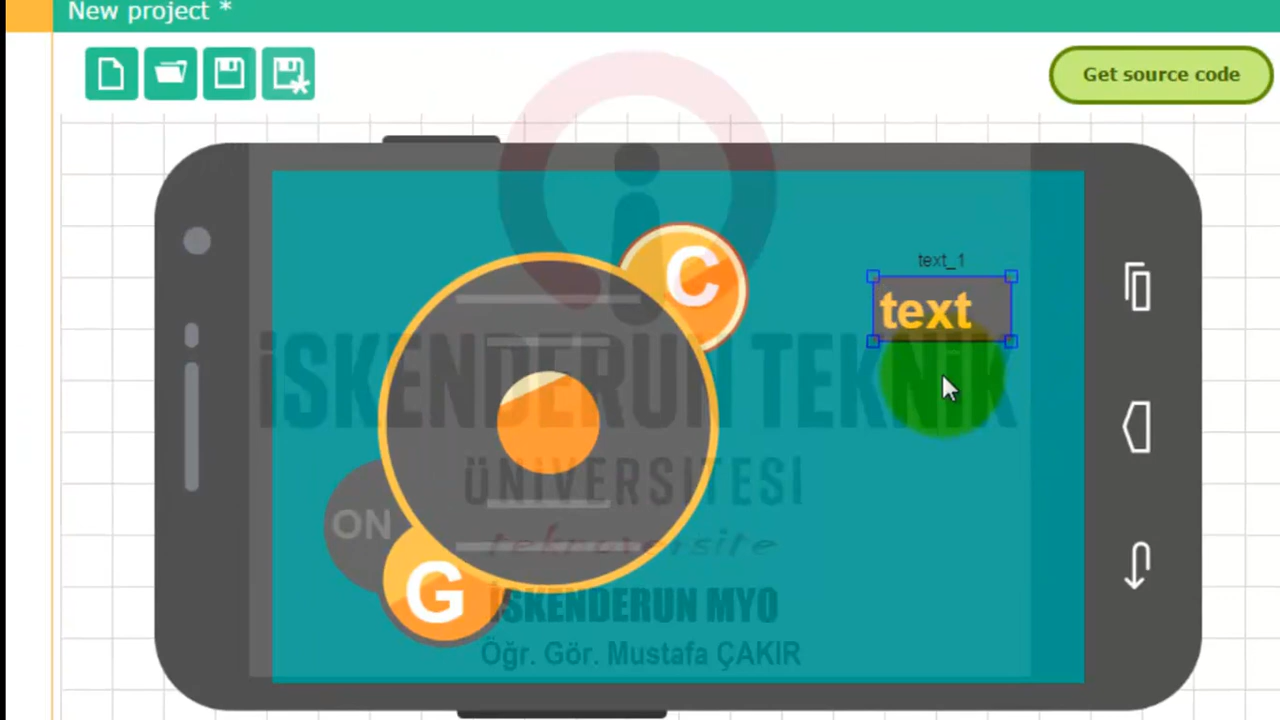 New project *
Get source code
C
text_1
text
İSKENDERUN TEKNİK
ÜNİVERSİTESİ
ON
teknoversite
G
İSKENDERUN MYO
Öğr. Gör. Mustafa ÇAKIR